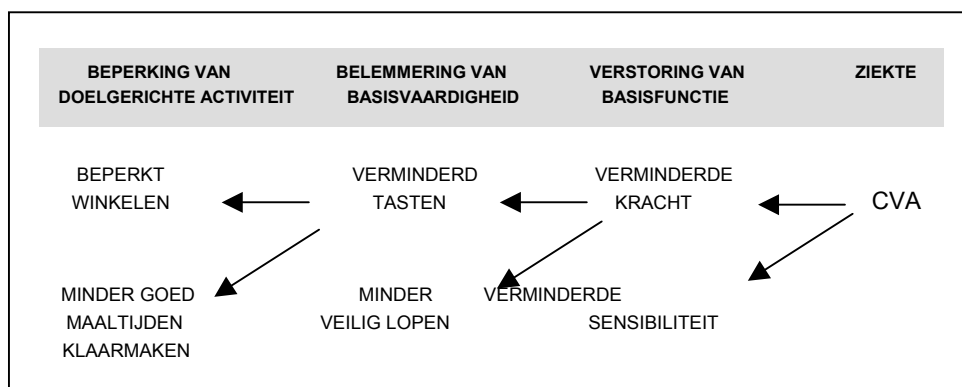 BEPERKING VAN DOELGERICHTE ACTIVITEIT
BELEMMERING VAN BASISVAARDIGHEID
VERSTORING VAN BASISFUNCTIE
ZIEKTE
BEPERKT WINKELEN
VERMINDERD TASTEN
VERMINDERDE KRACHT
CVA
MINDER GOED MAALTIJDEN KLAARMAKEN
MINDER VEILIG LOPEN
VERMINDERDE SENSIBILITEIT